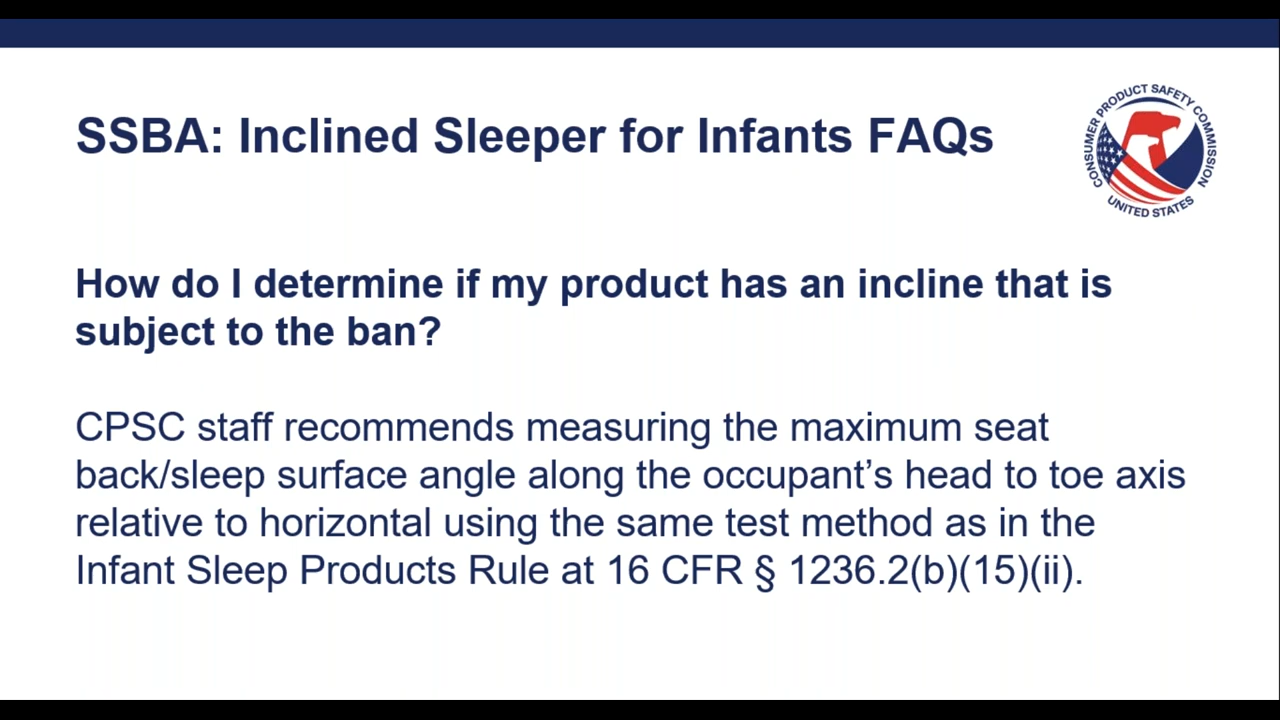 SSBA: Inclined Sleeper for Infants FAQs
CONSUMER PRODUCT SAFETY COMMISSION
UNITED STATES
How do I determine if my product has an incline that is
subject to the ban?
CPSC staff recommends measuring the maximum seat
back/sleep surface angle along the occupant’s head to toe axis
relative to horizontal using the same test method as in the
Infant Sleep Products Rule at 16 CFR § 1236.2(b)(15)(ii).